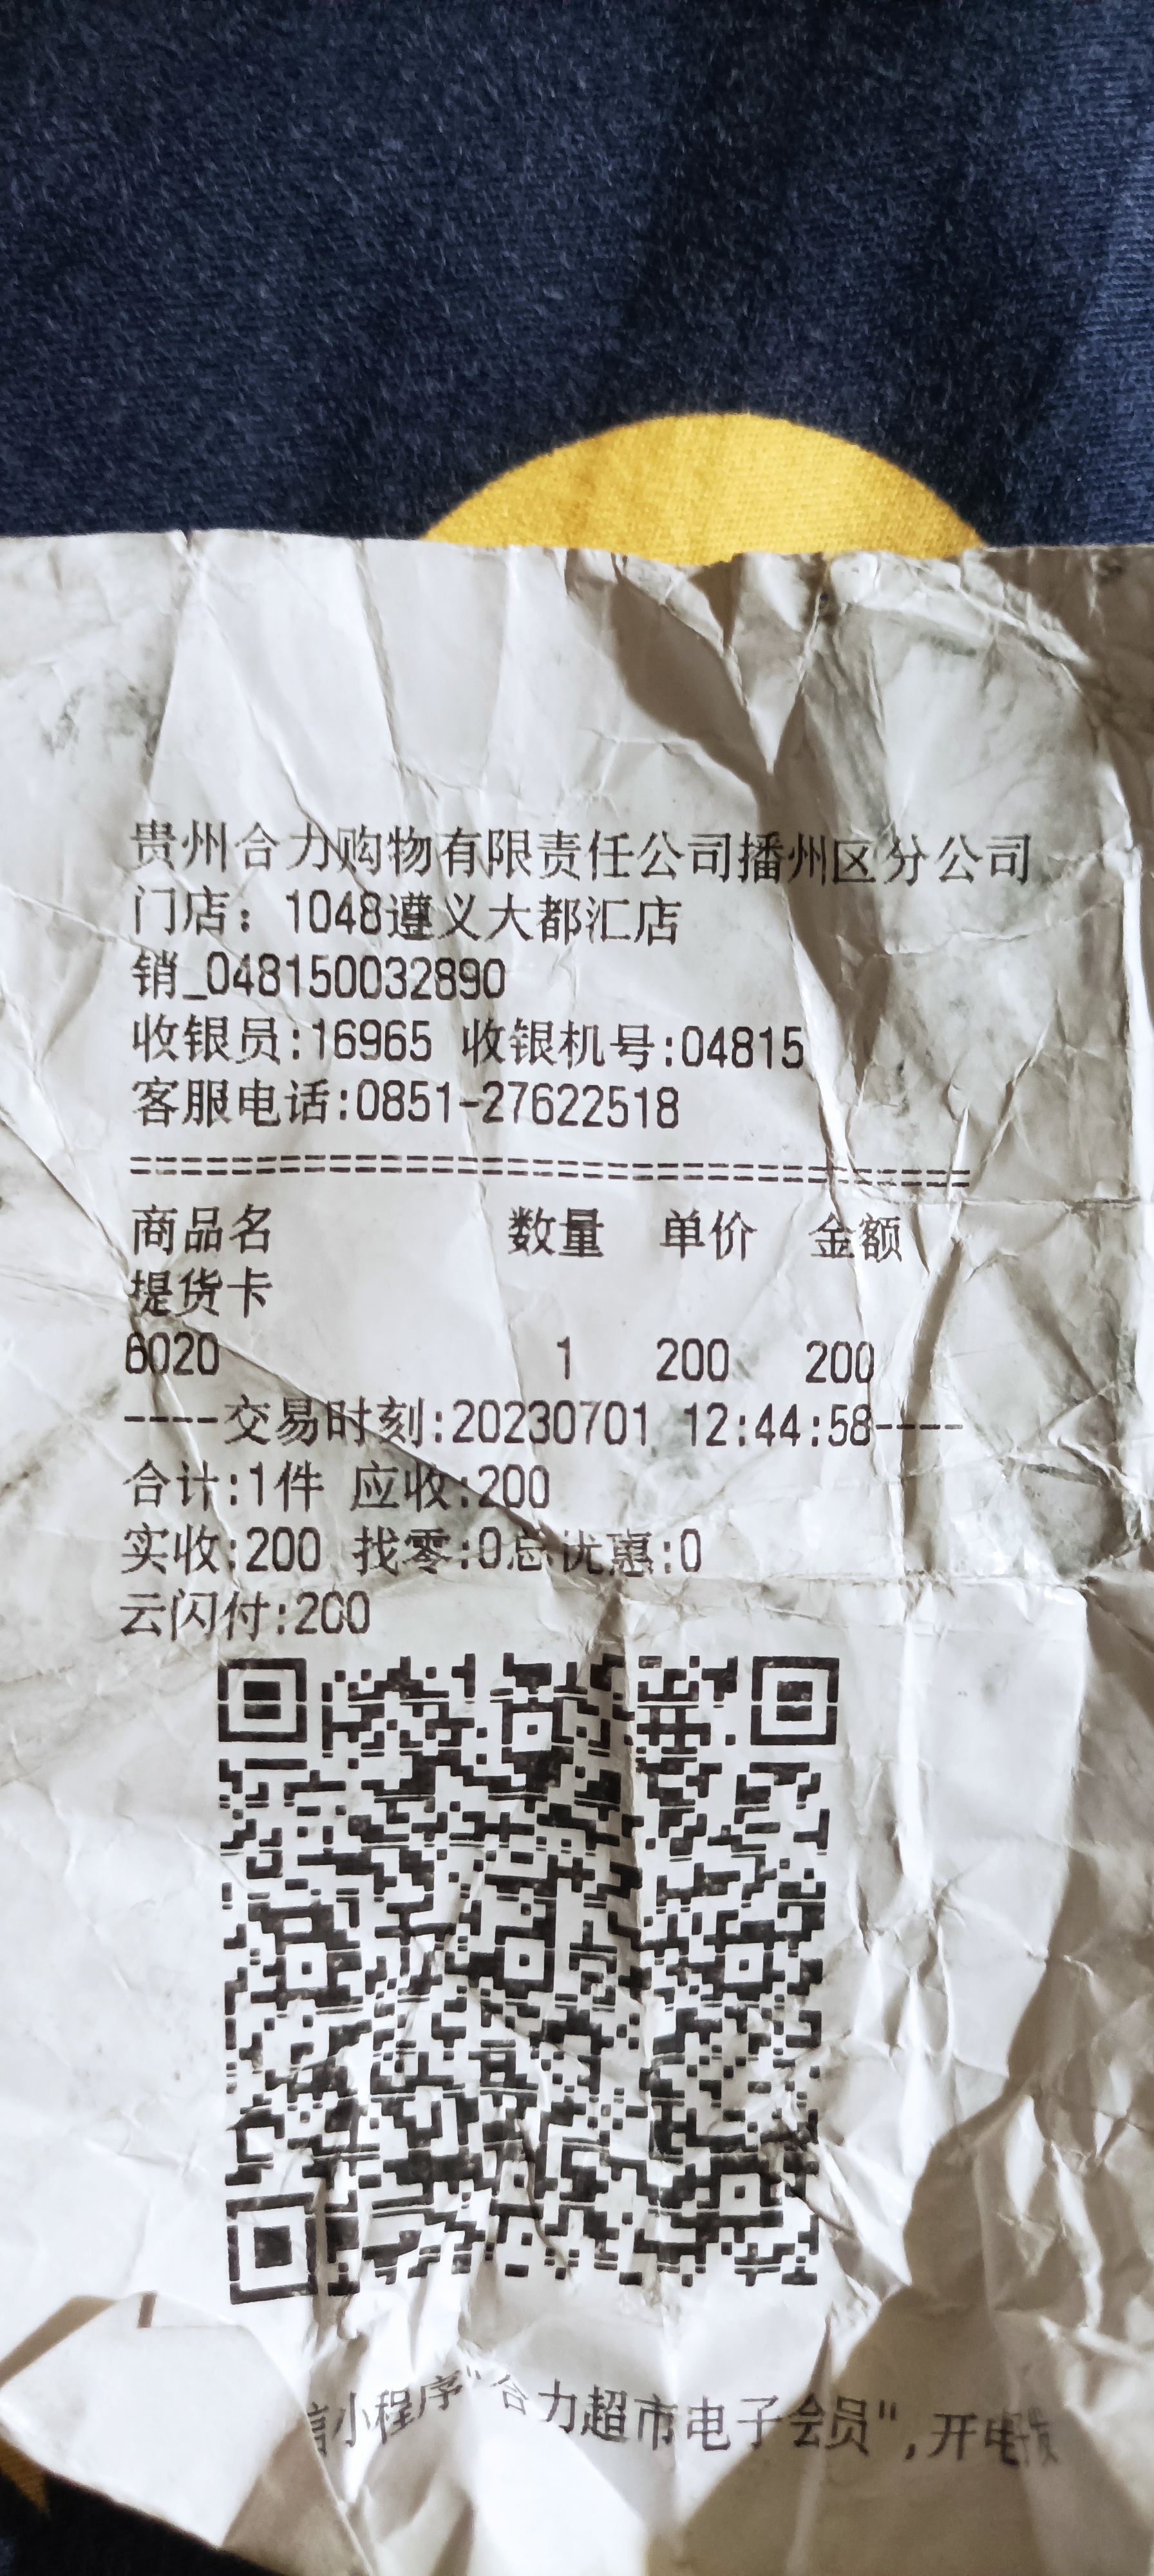 贵州合力购物有限责任公司播州区分公司
门店：1048遵义大都汇店
销_048150032890
收银员:16965 收银机号:04815
客服电话:0851-27622518
==================================
商品名 数量 单价 金额
提货卡
6020 1 200 200
----交易时刻:20230701 12:44:58----
合计:1件 应收:200
实收:200 找零:0总优惠:0
云闪付:200
信小程序"合力超市电子会员",开电